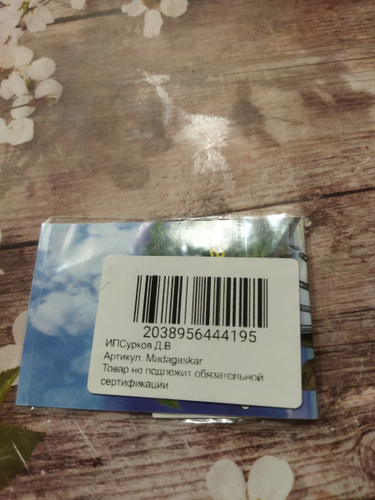 2038956444195
ИПСурков Д.В
Артикул: Madagaskar
Товар не подлежит обязательной
сертификации